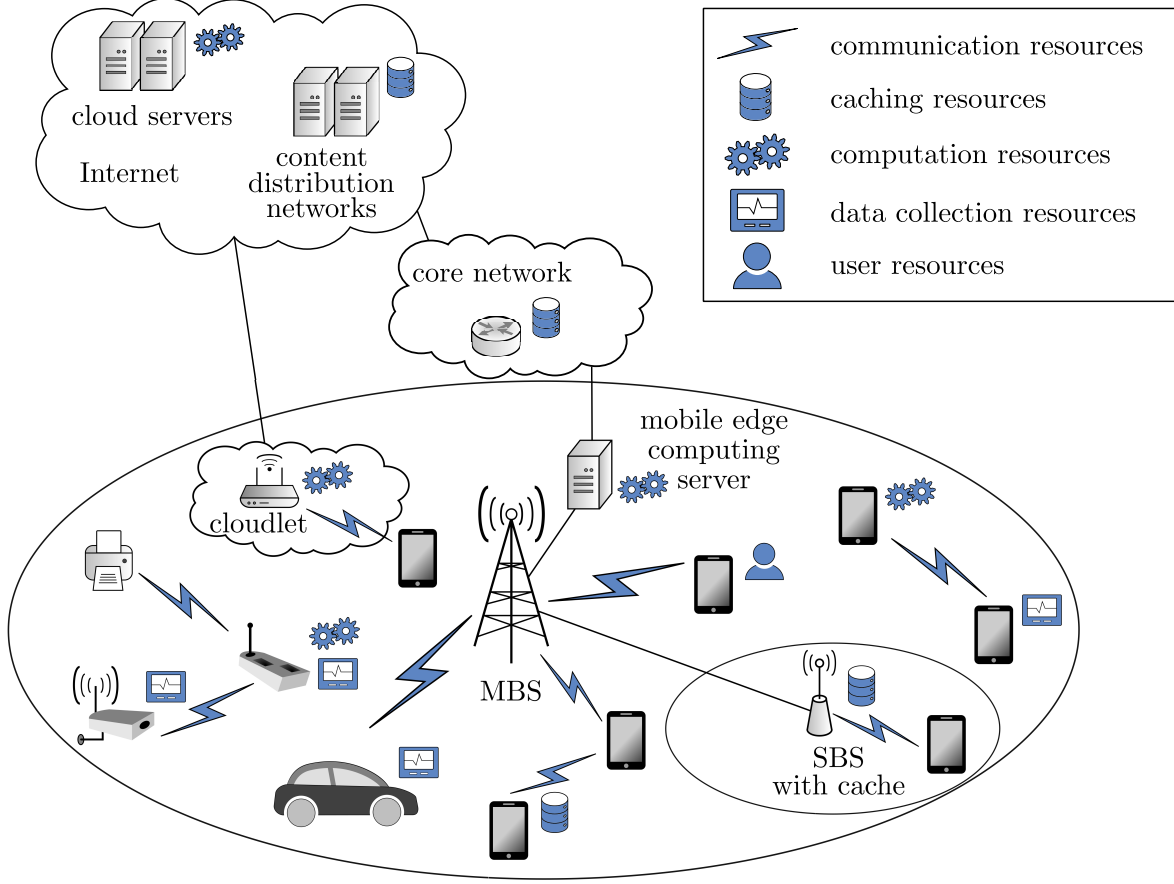 cloud servers
Internet
content
distribution
networks
communication resources
caching resources
computation resources
data collection resources
user resources
core network
mobile edge
computing
server
cloudlet
MBS
SBS
with cache